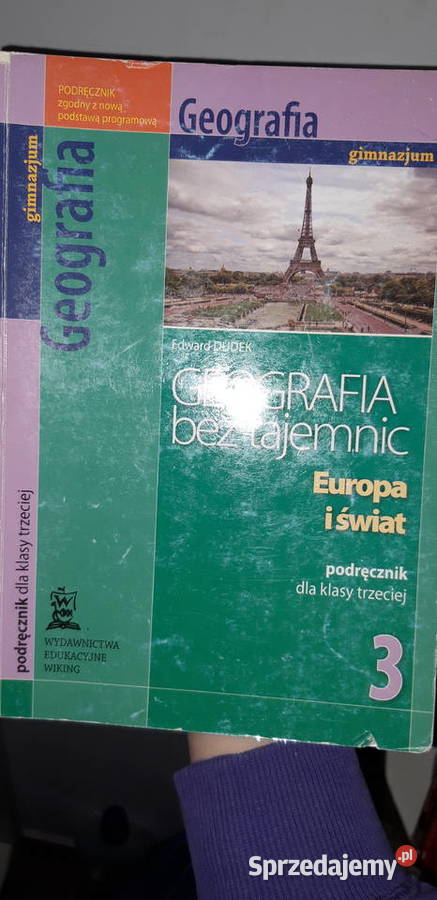 PODRĘCZNIK
zgodny z nową
podstawą programową
Geografia
gimnazjum
Edward DUDEK
GEOGRAFIA
bez tajemnic
Europa
i świat
podręcznik
dla klasy trzeciej
3
WYDAWNICTWA
EDUKACYJNE
WIKING
gimnazjum
Geografia
podręcznik dla klasy trzeciej
Sprzedajemy.pl